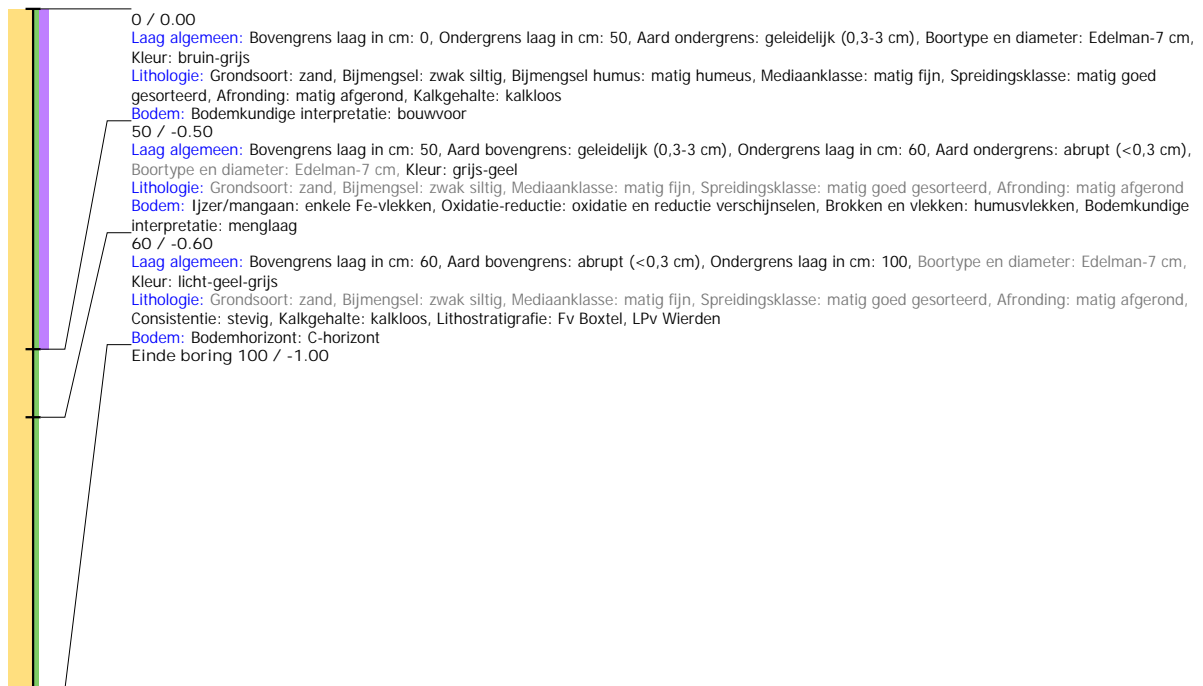 0 / 0.00
Laag algemeen: Bovengrens laag in cm: 0, Ondergrens laag in cm: 50, Aard ondergrens: geleidelijk (0,3-3 cm), Boortype en diameter: Edelman-7 cm,
Kleur: bruin-grijs
Lithologie: Grondsoort: zand, Bijmengsel: zwak siltig, Bijmengsel humus: matig humeus, Mediaanklasse: matig fijn, Spreidingsklasse: matig goed
gesorteerd, Afronding: matig afgerond, Kalkgehalte: kalkloos
Bodem: Bodemkundige interpretatie: bouwvoor
50 / -0.50
Laag algemeen: Bovengrens laag in cm: 50, Aard bovengrens: geleidelijk (0,3-3 cm), Ondergrens laag in cm: 60, Aard ondergrens: abrupt (<0,3 cm),
Boortype en diameter: Edelman-7 cm, Kleur: grijs-geel
Lithologie: Grondsoort: zand, Bijmengsel: zwak siltig, Mediaanklasse: matig fijn, Spreidingsklasse: matig goed gesorteerd, Afronding: matig afgerond
Bodem: Ijzer/mangaan: enkele Fe-vlekken, Oxidatie-reductie: oxidatie en reductie verschijnselen, Brokken en vlekken: humusvlekken, Bodemkundige
interpretatie: menglaag
60 / -0.60
Laag algemeen: Bovengrens laag in cm: 60, Aard bovengrens: abrupt (<0,3 cm), Ondergrens laag in cm: 100, Boortype en diameter: Edelman-7 cm,
Kleur: licht-geel-grijs
Lithologie: Grondsoort: zand, Bijmengsel: zwak siltig, Mediaanklasse: matig fijn, Spreidingsklasse: matig goed gesorteerd, Afronding: matig afgerond,
Consistentie: stevig, Kalkgehalte: kalkloos, Lithostratigrafie: Fv Boxtel, LPv Wierden
Bodem: Bodemhorizont: C-horizont
Einde boring 100 / -1.00